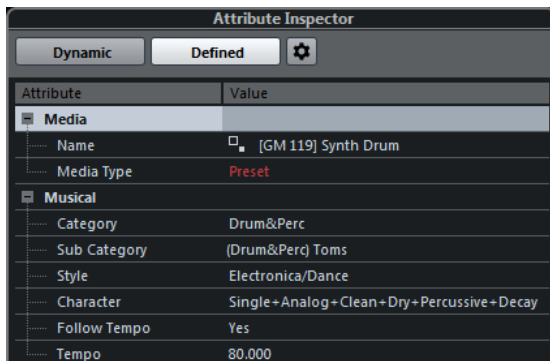 Attribute Inspector
Dynamic Defined
Attribute Value
Media
Name [GM 119] Synth Drum
Media Type Preset
Musical
Category Drum&Perc
Sub Category (Drum&Perc) Toms
Style Electronica/Dance
Character Single+Analog+Clean+Dry+Percussive+Decay
Follow Tempo Yes
Tempo 80.000